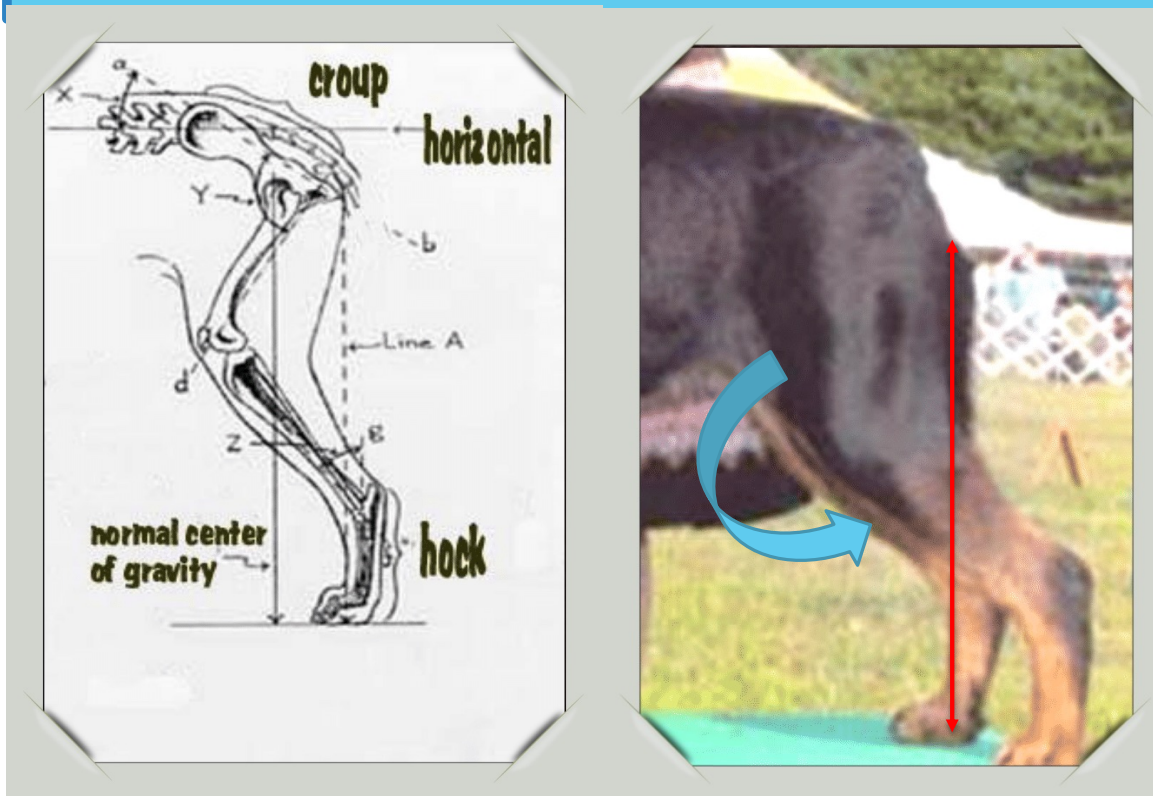 a
croup
X
horizontal
Y
b
Line A
d
Z
g
normal center
of gravity
hock